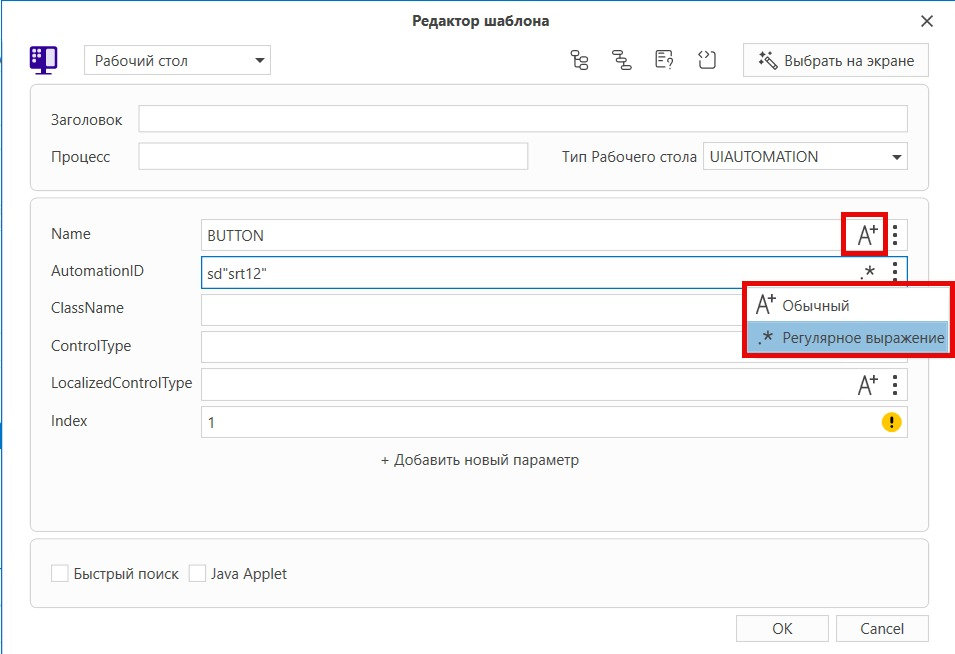 Редактор шаблона
Рабочий стол
Выбрать на экране
Заголовок
Процесс
Тип Рабочего стола UIAUTOMATION
Name BUTTON A+
AutomationID sd"srt12" .*
ClassName
A+ Обычный
ControlType
.* Регулярное выражение
LocalizedControlType A+
Index 1
+ Добавить новый параметр
Быстрый поиск Java Applet
OK Cancel